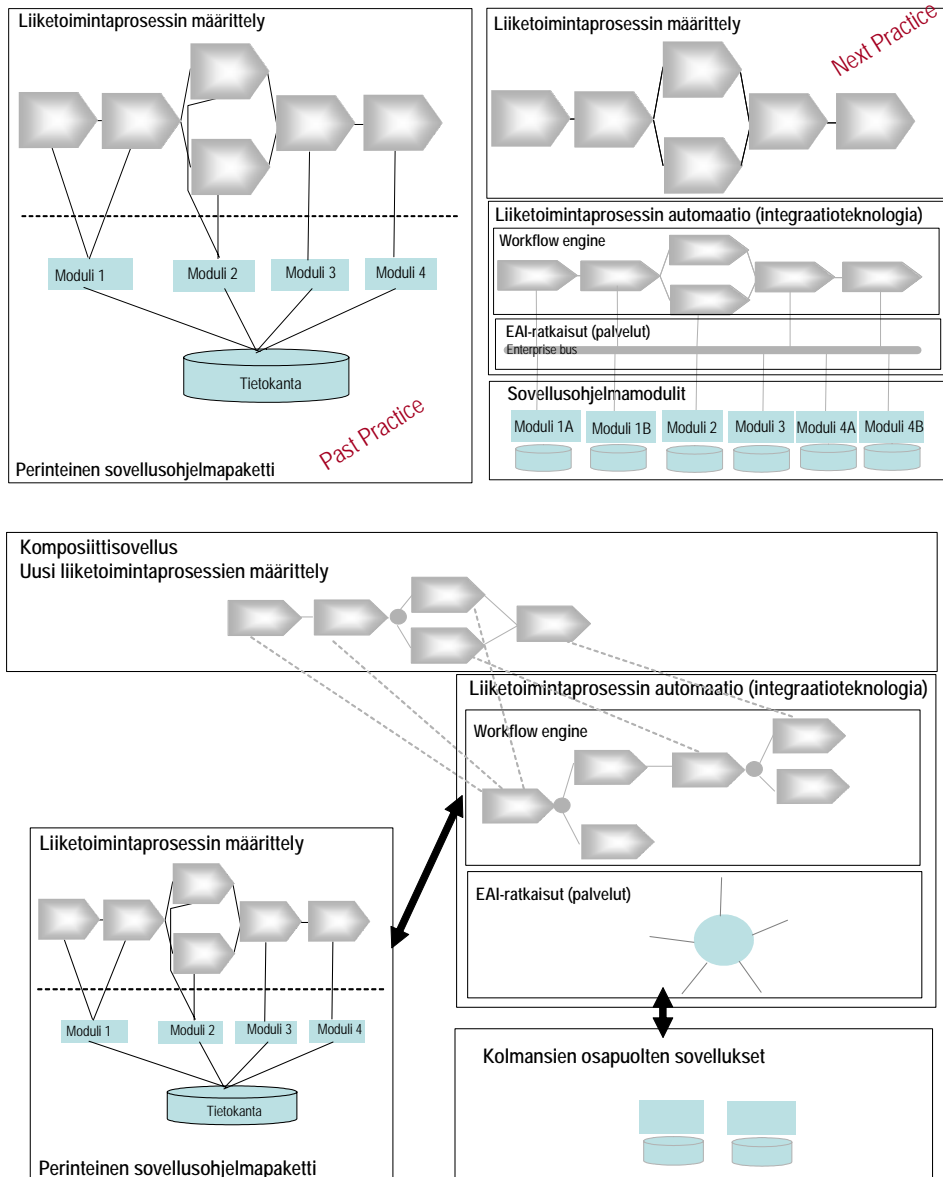 Liiketoimintaprosessin määrittely
Moduli 1
Moduli 2
Moduli 3
Moduli 4
Tietokanta
Past Practice
Perinteinen sovellusohjelmapaketti
Liiketoimintaprosessin määrittely
Next Practice
Liiketoimintaprosessin automaatio (integraatioteknologia)
Workflow engine
EAI-ratkaisut (palvelut)
Enterprise bus
Sovellusohjelmamodulit
Moduli 1A
Moduli 1B
Moduli 2
Moduli 3
Moduli 4A
Moduli 4B
Komposiittisovellus
Uusi liiketoimintaprosessien määrittely
Liiketoimintaprosessin automaatio (integraatioteknologia)
Workflow engine
EAI-ratkaisut (palvelut)
Liiketoimintaprosessin määrittely
Moduli 1
Moduli 2
Moduli 3
Moduli 4
Tietokanta
Perinteinen sovellusohjelmapaketti
Kolmansien osapuolten sovellukset